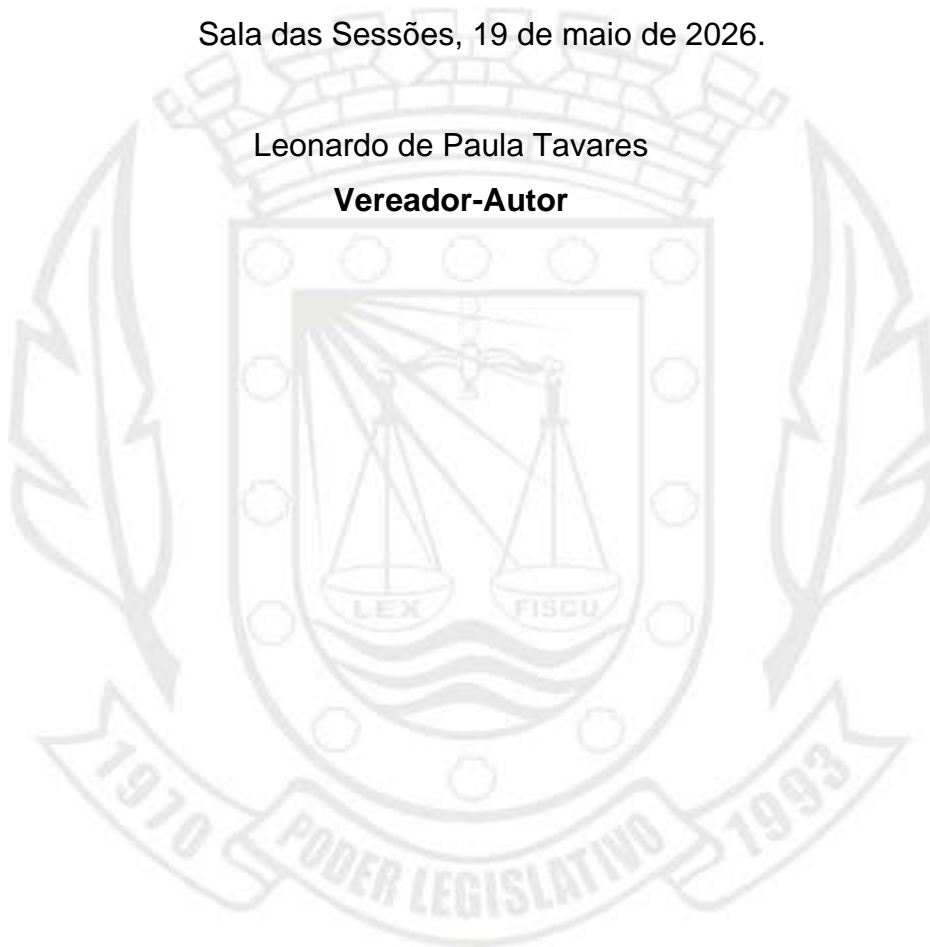 Sala das Sessões, 19 de maio de 2026.
Leonardo de Paula Tavares
Vereador-Autor
LEX
FISCU
1970
PODER LEGISLATIVO
1993